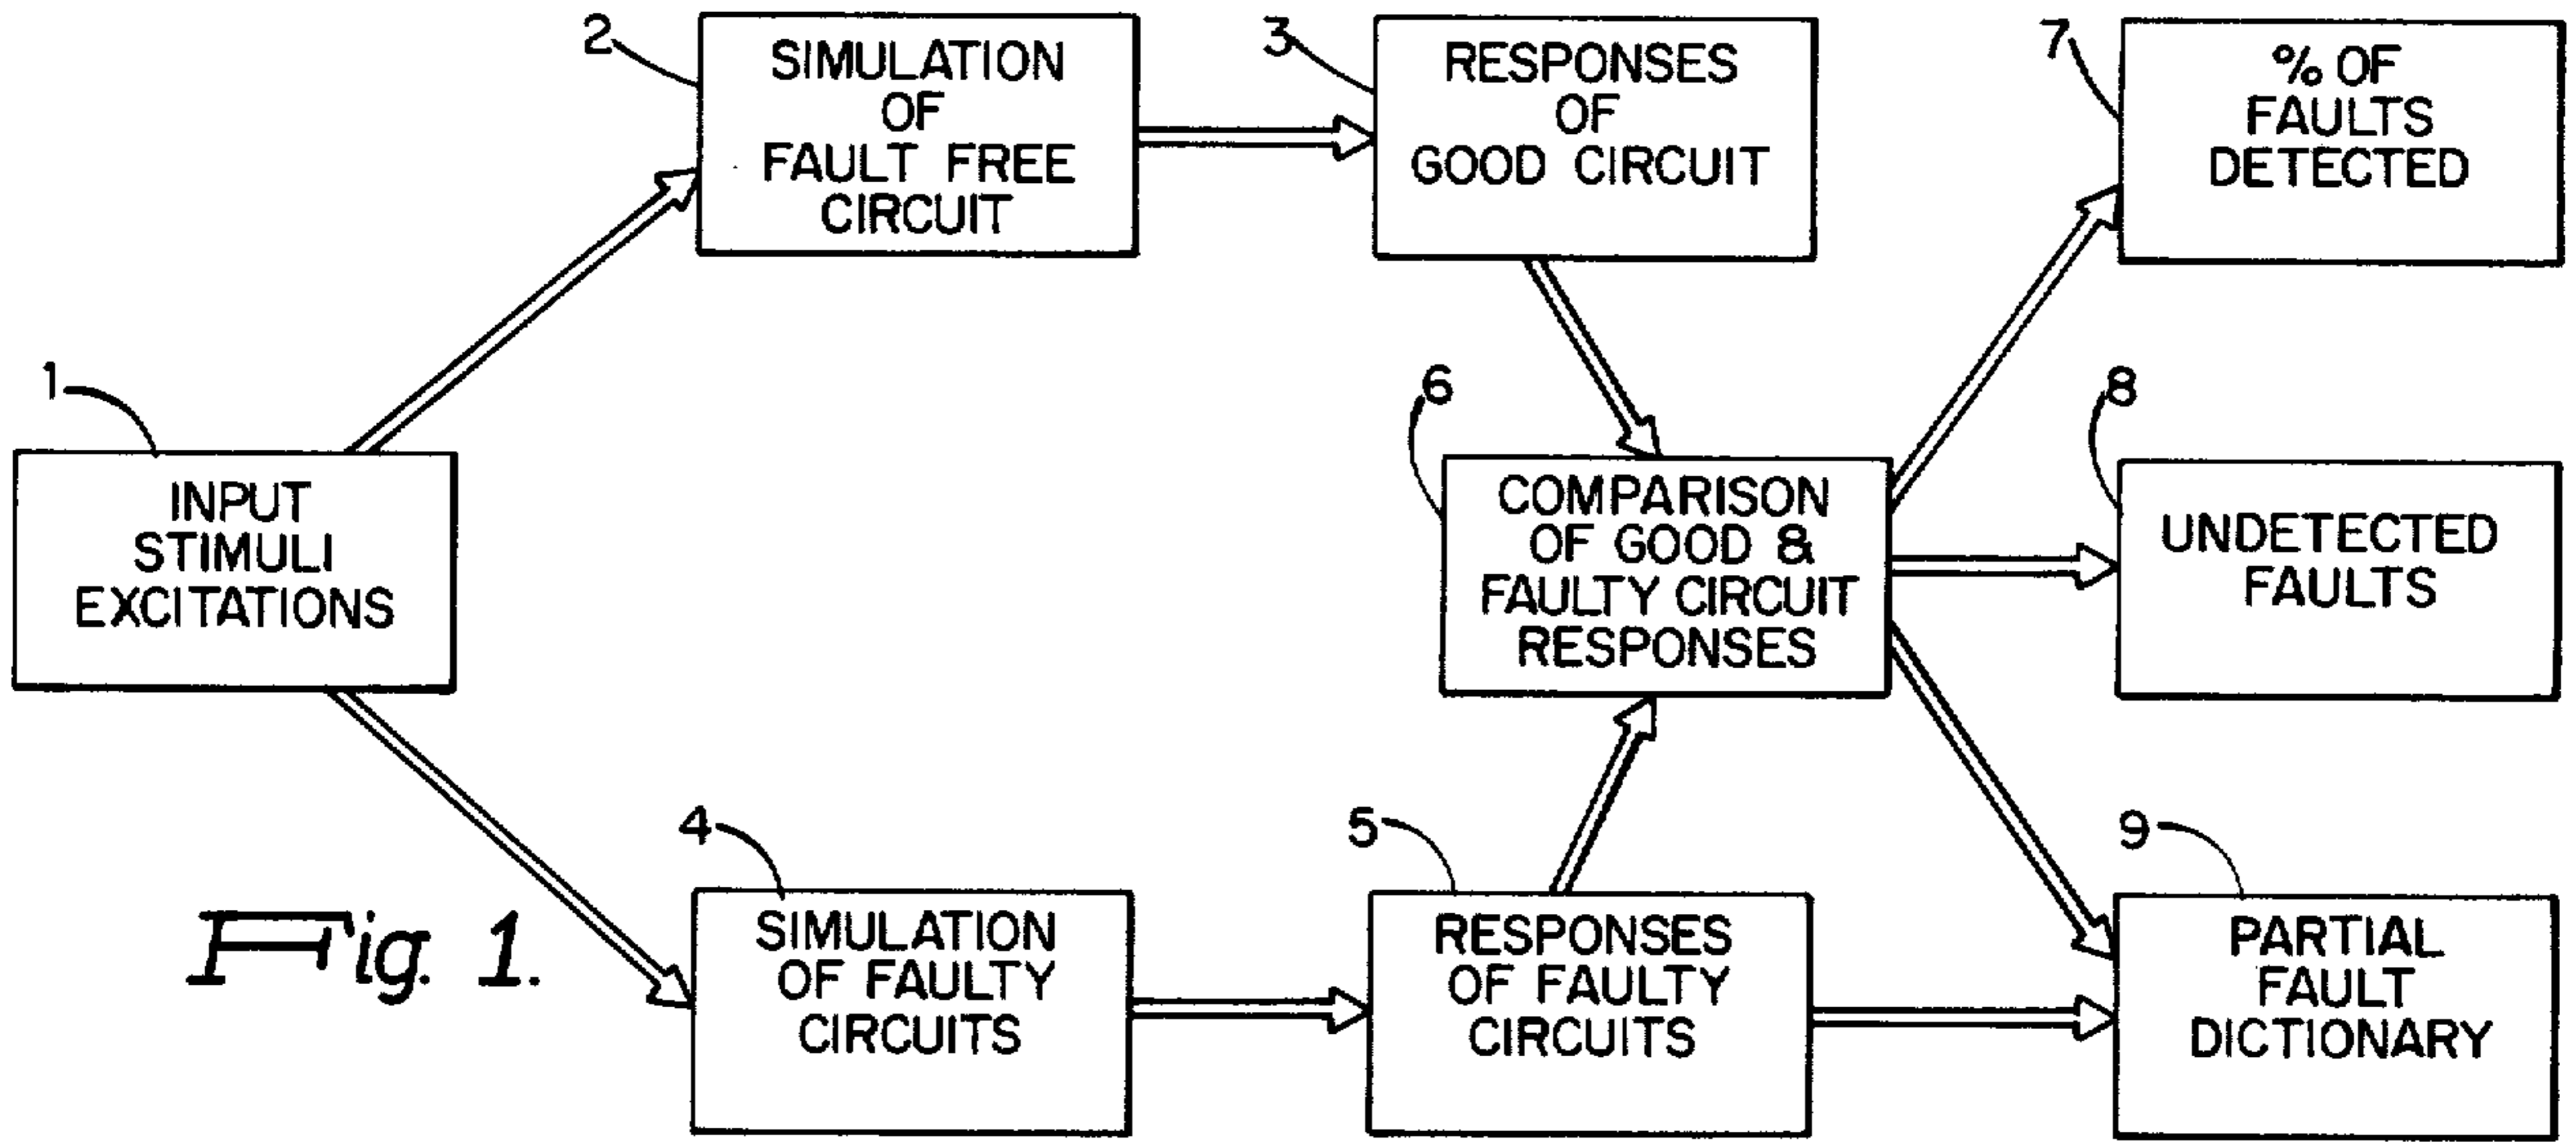 2
SIMULATION
OF
FAULT FREE
CIRCUIT
3
RESPONSES
OF
GOOD CIRCUIT
7
% OF
FAULTS
DETECTED
1
INPUT
STIMULI
EXCITATIONS
6
COMPARISON
OF GOOD &
FAULTY CIRCUIT
RESPONSES
8
UNDETECTED
FAULTS
4
SIMULATION
OF FAULTY
CIRCUITS
5
RESPONSES
OF FAULTY
CIRCUITS
9
PARTIAL
FAULT
DICTIONARY
Fig. 1.